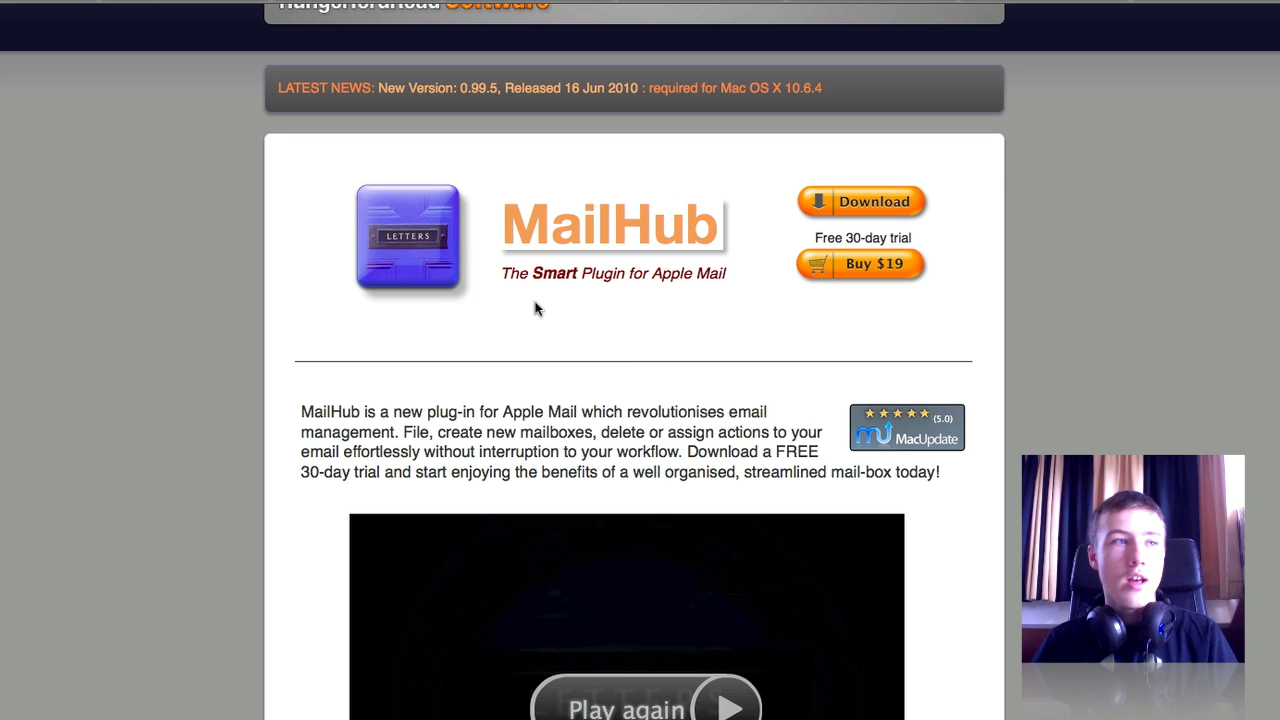 HungerfordRoad Software
LATEST NEWS: New Version: 0.99.5, Released 16 Jun 2010 : required for Mac OS X 10.6.4
LETTERS
MailHub
The Smart Plugin for Apple Mail
Download
Free 30-day trial
Buy $19
MailHub is a new plug-in for Apple Mail which revolutionises email
management. File, create new mailboxes, delete or assign actions to your
email effortlessly without interruption to your workflow. Download a FREE
30-day trial and start enjoying the benefits of a well organised, streamlined mail-box today!
(5.0)
MacUpdate
Play again